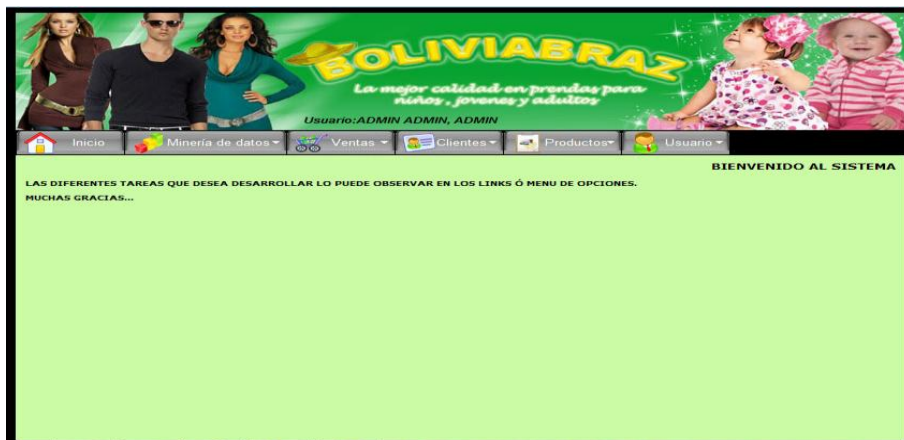 BOLIVIABRAZ
La mejor calidad en prendas para
niños , jovenes y adultos
Usuario:ADMIN ADMIN, ADMIN
Inicio Minería de datos Ventas Clientes Productos Usuario
BIENVENIDO AL SISTEMA
LAS DIFERENTES TAREAS QUE DESEA DESARROLLAR LO PUEDE OBSERVAR EN LOS LINKS Ó MENU DE OPCIONES.
MUCHAS GRACIAS...